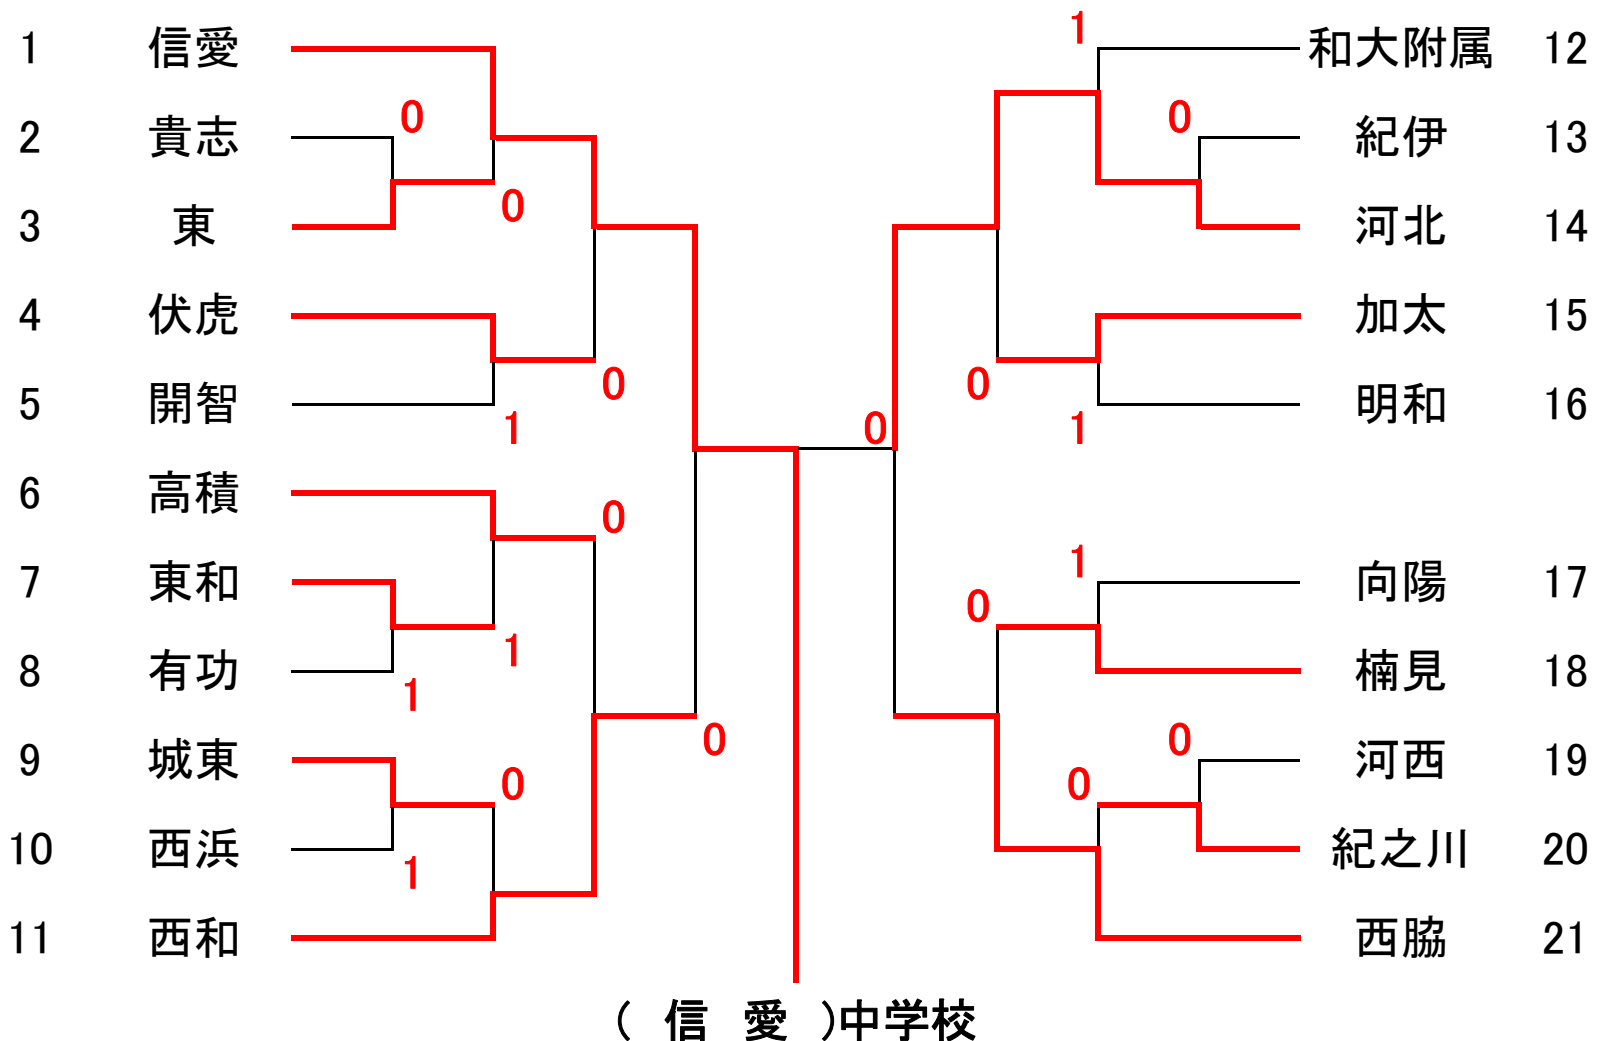 1 信愛
2 貴志
3 東
4 伏虎
5 開智
6 高積
7 東和
8 有功
9 城東
10 西浜
11 西和
0
0
0
1
0
1
1
0
1
0
0
1
0
0
1
1
0
0
0
和大附属 12
紀伊 13
河北 14
加太 15
明和 16
向陽 17
楠見 18
河西 19
紀之川 20
西脇 21
( 信 愛 )中学校